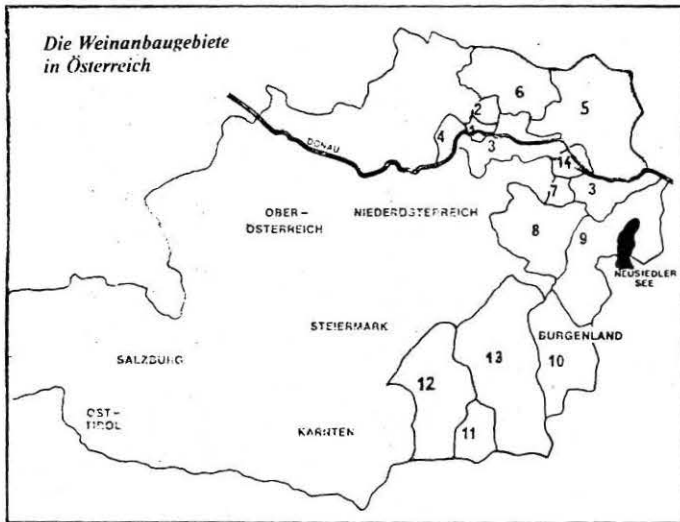 Die Weinanbaugebiete
in Österreich
6
5
2
1
4
3
DONAU
14
7
3
OBER-
ÖSTERREICH
NIEDERÖSTERREICH
8
9
NEUSIEDLER
SEE
STEIERMARK
BURGENLAND
SALZBURG
13
10
12
OST-
TIROL
KÄRNTEN
11